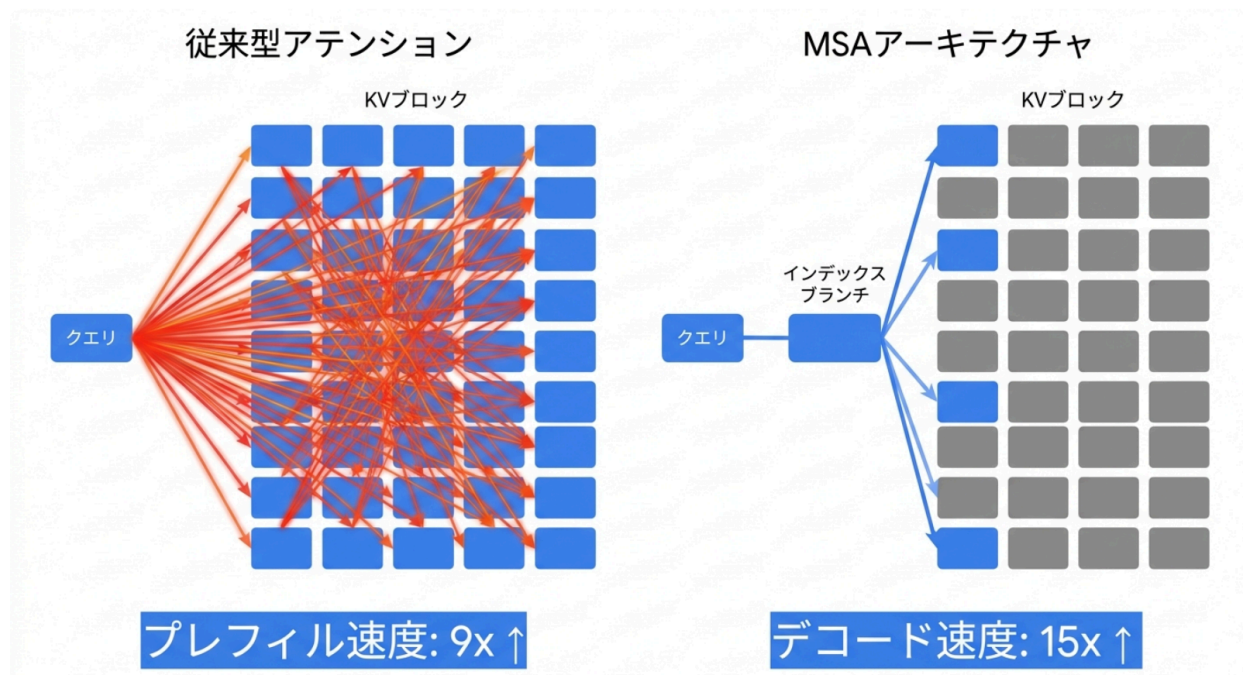 従来型アテンション
KVブロック
クエリ
プレフィル速度: 9x ↑
MSAアーキテクチャ
KVブロック
インデックス
ブランチ
クエリ
デコード速度: 15x ↑